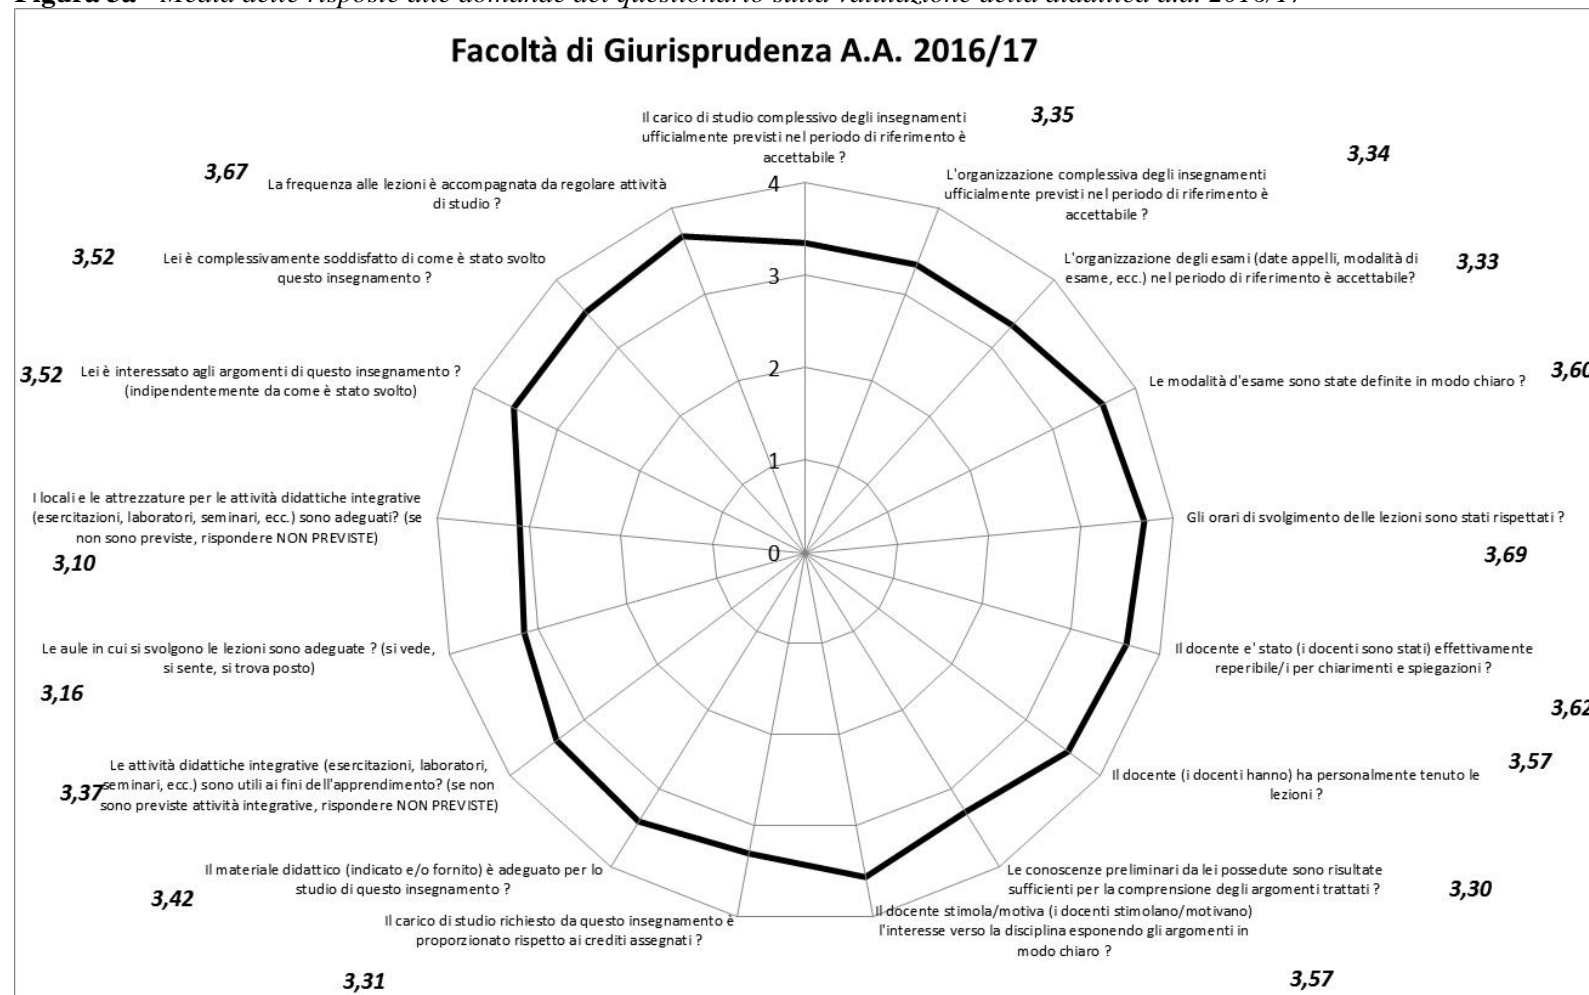 Facoltà di Giurisprudenza A.A. 2016/17
Il carico di studio complessivo degli insegnamenti
ufficialmente previsti nel periodo di riferimento è
accettabile ?
3,35
L'organizzazione complessiva degli insegnamenti
ufficialmente previsti nel periodo di riferimento è
accettabile ?
3,34
L'organizzazione degli esami (date appelli, modalità di
esame, ecc.) nel periodo di riferimento è accettabile?
3,33
Le modalità d'esame sono state definite in modo chiaro ?
3,60
Gli orari di svolgimento delle lezioni sono stati rispettati ?
3,69
Il docente e' stato (i docenti sono stati) effettivamente
reperibile/i per chiarimenti e spiegazioni ?
3,62
Il docente (i docenti hanno) ha personalmente tenuto le
lezioni ?
3,57
Le conoscenze preliminari da lei possedute sono risultate
sufficienti per la comprensione degli argomenti trattati ?
3,30
Il docente stimola/motiva (i docenti stimolano/motivano)
l'interesse verso la disciplina esponendo gli argomenti in
modo chiaro ?
3,57
Il carico di studio richiesto da questo insegnamento è
proporzionato rispetto ai crediti assegnati ?
3,31
Il materiale didattico (indicato e/o fornito) è adeguato per lo
studio di questo insegnamento ?
3,42
Le attività didattiche integrative (esercitazioni, laboratori,
seminari, ecc.) sono utili ai fini dell'apprendimento? (se non
sono previste attività integrative, rispondere NON PREVISTE)
3,37
Le aule in cui si svolgono le lezioni sono adeguate ? (si vede,
si sente, si trova posto)
3,16
I locali e le attrezzature per le attività didattiche integrative
(esercitazioni, laboratori, seminari, ecc.) sono adeguati? (se
non sono previste, rispondere NON PREVISTE)
3,10
Lei è interessato agli argomenti di questo insegnamento ?
(indipendentemente da come è stato svolto)
3,52
Lei è complessivamente soddisfatto di come è stato svolto
questo insegnamento ?
3,52
La frequenza alle lezioni è accompagnata da regolare attività
di studio ?
3,67
4
3
2
1
0